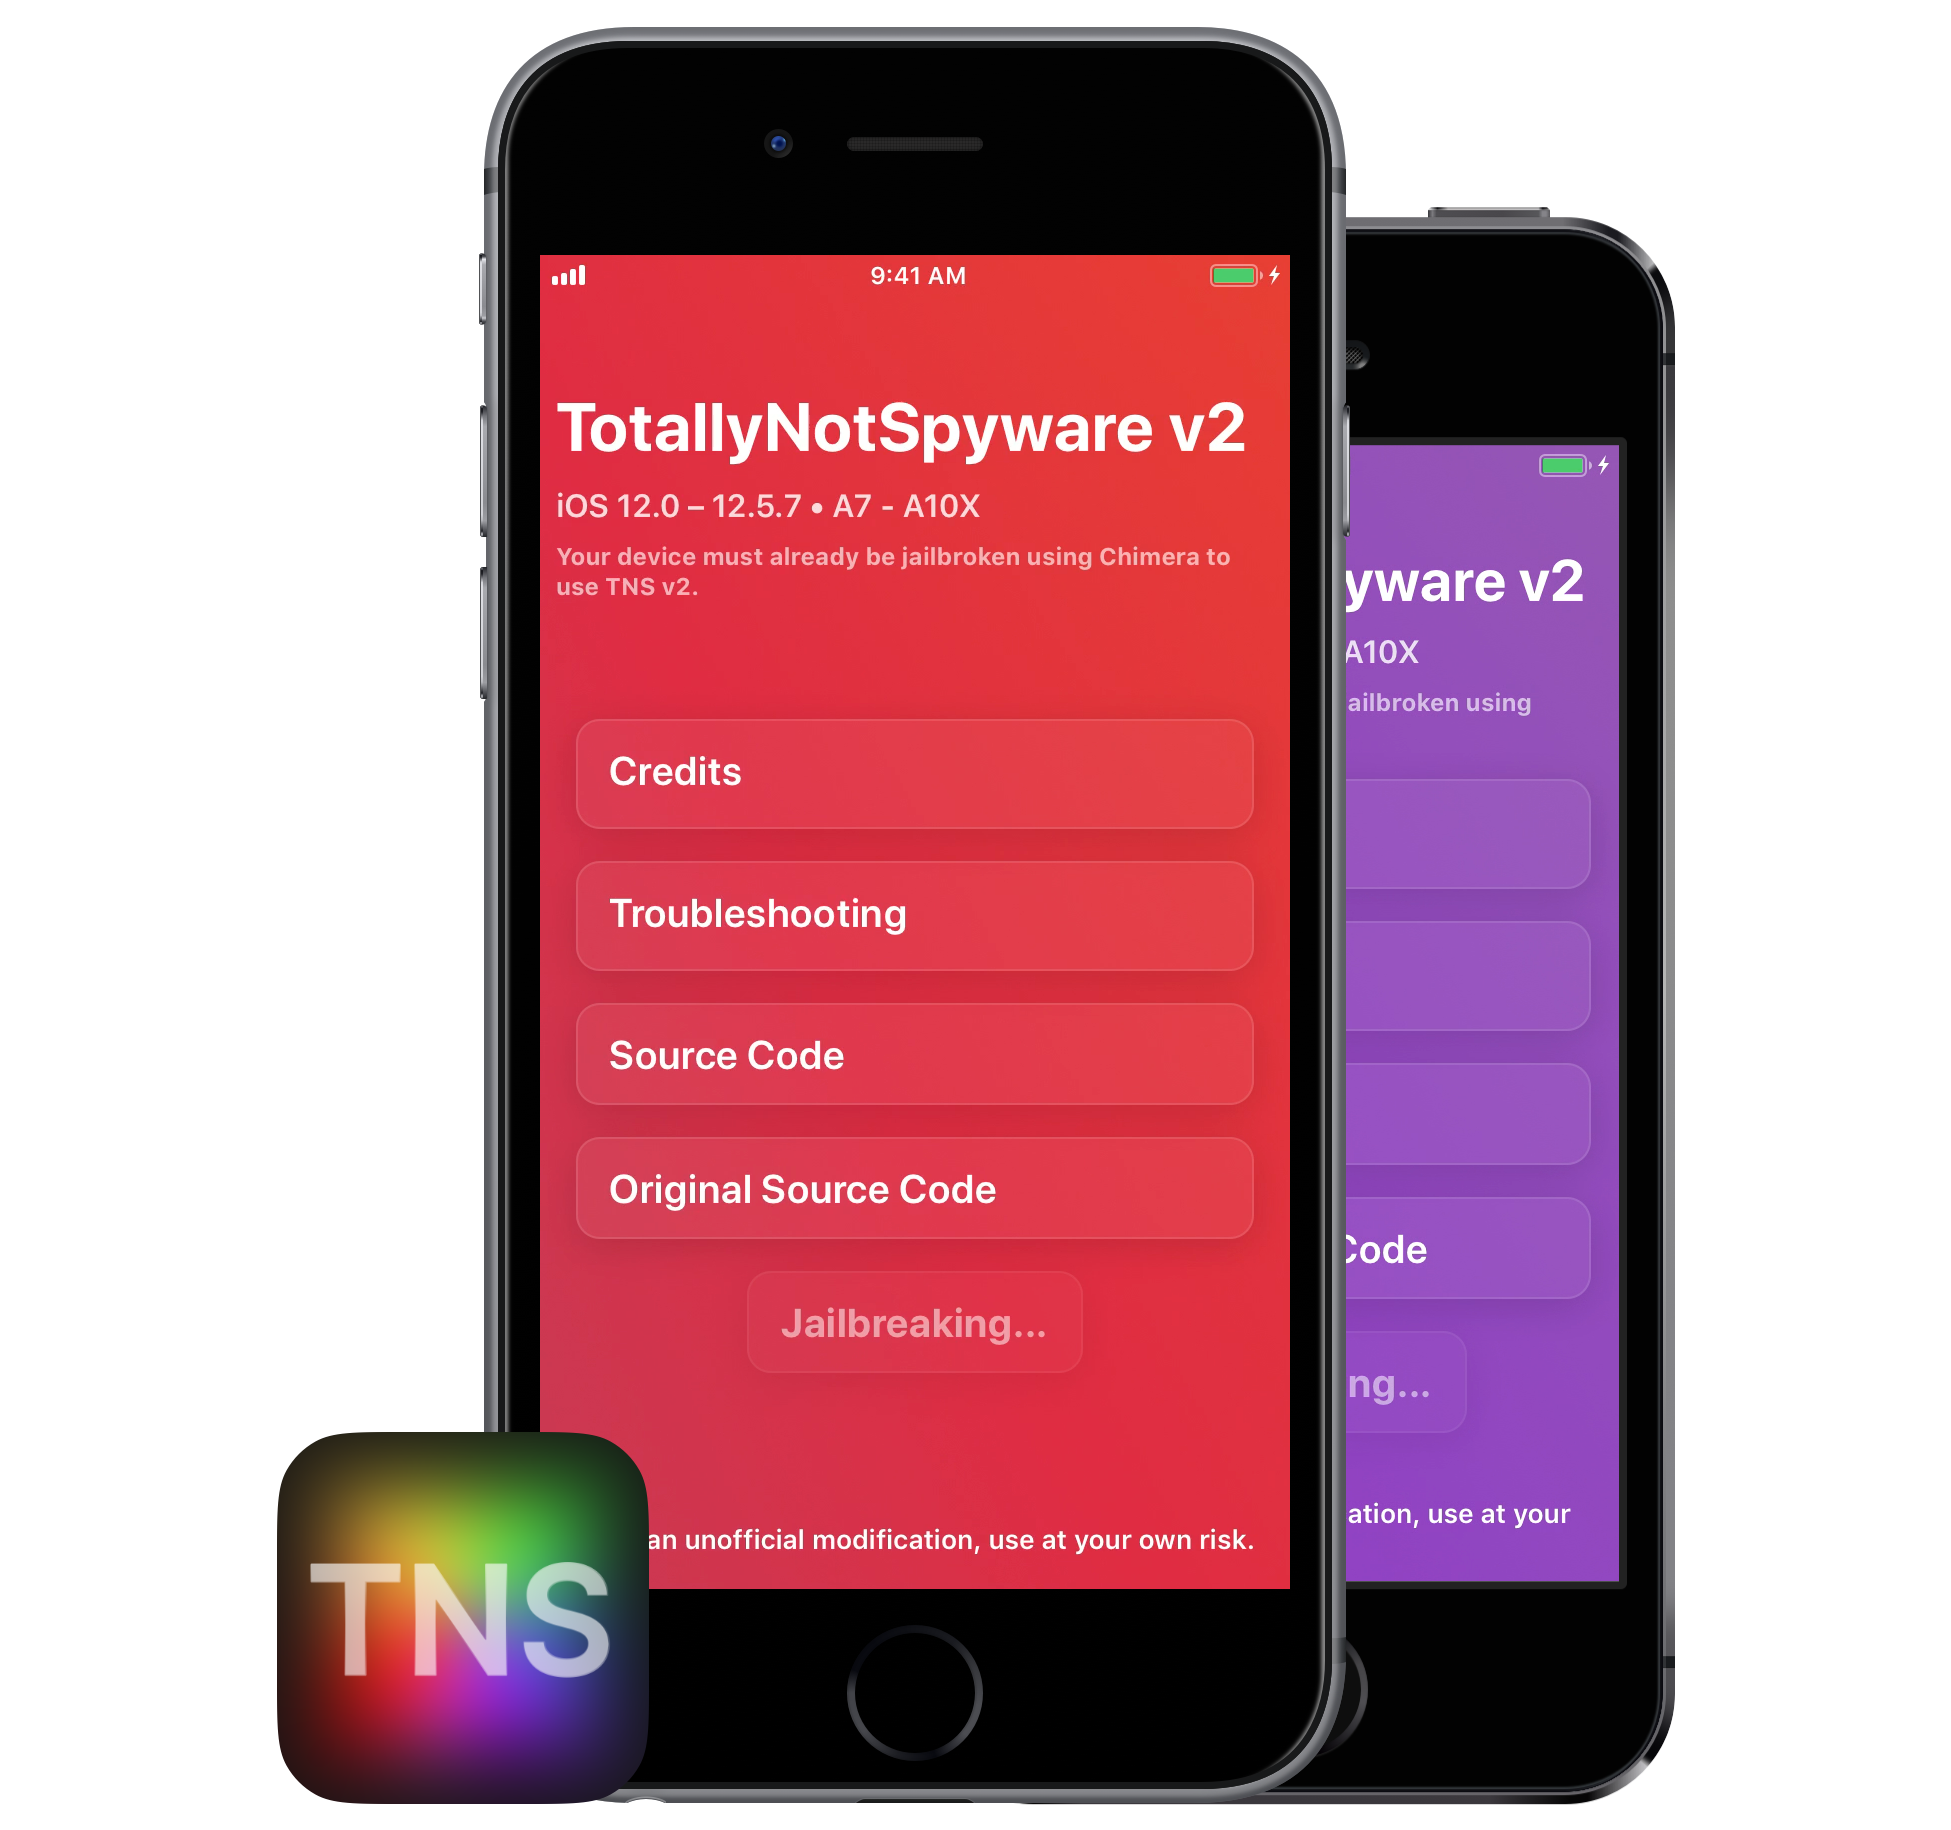 9:41 AM
TotallyNotSpyware v2
iOS 12.0 – 12.5.7 • A7 - A10X
Your device must already be jailbroken using Chimera to
use TNS v2.
Credits
Troubleshooting
Source Code
Original Source Code
Jailbreaking...
an unofficial modification, use at your own risk.
TNS
yware v2
A10X
ailbroken using
Code
ng...
ation, use at your